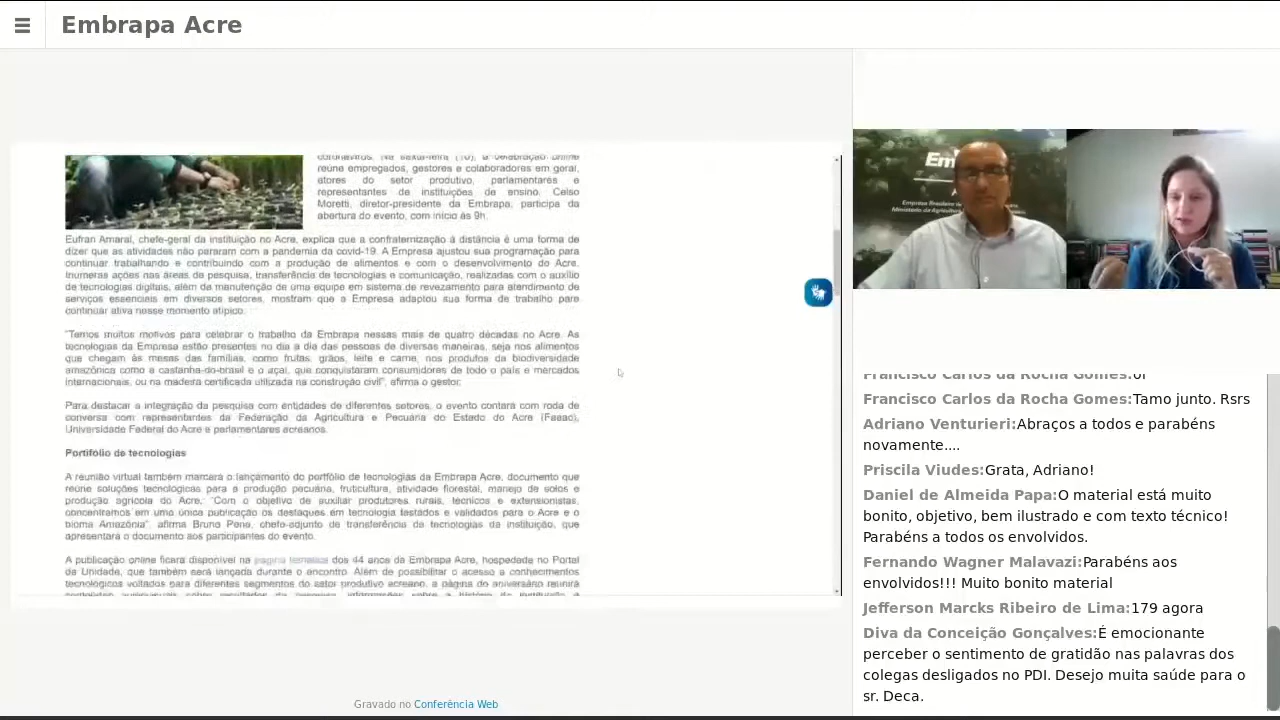 Embrapa Acre
coronavírus. Na sexta-feira (10), a celebração online
reúne empregados, gestores e colaboradores em geral,
atores do setor produtivo, parlamentares e
representantes de instituições de ensino. Celso
Moretti, diretor-presidente da Embrapa, participa da
abertura do evento, com início às 9h.
Eufran Amaral, chefe-geral da instituição no Acre, explica que a confraternização à distância é uma forma de
dizer que as atividades não pararam com a pandemia da covid-19. A Empresa ajustou sua programação para
continuar trabalhando e contribuindo com a produção de alimentos e com o desenvolvimento do Acre.
Inúmeras ações nas áreas de pesquisa, transferência de tecnologias e comunicação, realizadas com o auxílio
de tecnologias digitais, além da manutenção de uma equipe em sistema de revezamento para atendimento de
serviços essenciais em diversos setores, mostram que a Empresa adaptou sua forma de trabalho para
continuar ativa nesse momento atípico.
"Temos muitos motivos para celebrar o trabalho da Embrapa nessas mais de quatro décadas no Acre. As
tecnologias da Empresa estão presentes no dia a dia das pessoas de diversas maneiras, seja nos alimentos
que chegam às mesas das famílias, como frutas, grãos, leite e carne, nos produtos da biodiversidade
amazônica como a castanha-do-brasil e o açaí, que conquistaram consumidores de todo o país e mercados
internacionais, ou na madeira certificada utilizada na construção civil", afirma o gestor.
Para destacar a integração da pesquisa com entidades de diferentes setores, o evento contará com roda de
conversa com representantes da Federação da Agricultura e Pecuária do Estado do Acre (Faeac),
Universidade Federal do Acre e parlamentares acreanos.
Portfólio de tecnologias
A reunião virtual também marcará o lançamento do portfólio de tecnologias da Embrapa Acre, documento que
reúne soluções tecnológicas para a produção pecuária, fruticultura, atividade florestal, manejo de solos e
produção agrícola do Acre. "Com o objetivo de auxiliar produtores rurais, técnicos e extensionistas,
concentramos em uma única publicação os destaques em tecnologia testados e validados para o Acre e o
bioma Amazônia", afirma Bruno Pena, chefe-adjunto de transferência de tecnologias da instituição, que
apresentará o documento aos participantes do evento.
A publicação online ficará disponível na página temática dos 44 anos da Embrapa Acre, hospedada no Portal
da Unidade, que também será lançada durante o encontro. Além de possibilitar o acesso a conhecimentos
tecnológicos voltados para diferentes segmentos do setor produtivo acreano, a página do aniversário reunirá
Gravado no Conferência Web
Em
Empresa Brasileira de
Ministério da Agricultura
Francisco Carlos da Rocha Gomes:oi
Francisco Carlos da Rocha Gomes:Tamo junto. Rsrs
Adriano Venturieri:Abraços a todos e parabéns
novamente....
Priscila Viudes:Grata, Adriano!
Daniel de Almeida Papa:O material está muito
bonito, objetivo, bem ilustrado e com texto técnico!
Parabéns a todos os envolvidos.
Fernando Wagner Malavazi:Parabéns aos
envolvidos!!! Muito bonito material
Jefferson Marcks Ribeiro de Lima:179 agora
Diva da Conceição Gonçalves:É emocionante
perceber o sentimento de gratidão nas palavras dos
colegas desligados no PDI. Desejo muita saúde para o
sr. Deca.